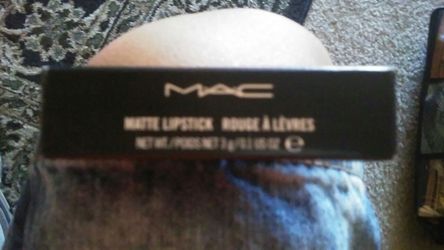 MAC
MATTE LIPSTICK ROUGE À LÈVRES
NET WT./POIDS NET 3 g/0.1 US OZ ℮